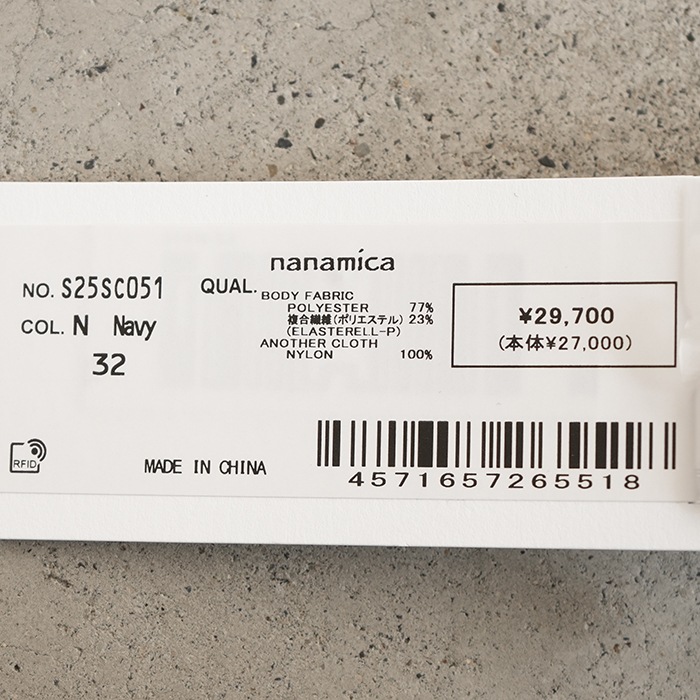 nanamica
NO. S25SC051
COL. N Navy
32
QUAL.
BODY FABRIC
POLYESTER 77%
複合繊維(ポリエステル) 23%
(ELASTERELL-P)
ANOTHER CLOTH
NYLON 100%
¥29,700
(本体¥27,000)
RFID
MADE IN CHINA
4571657265518